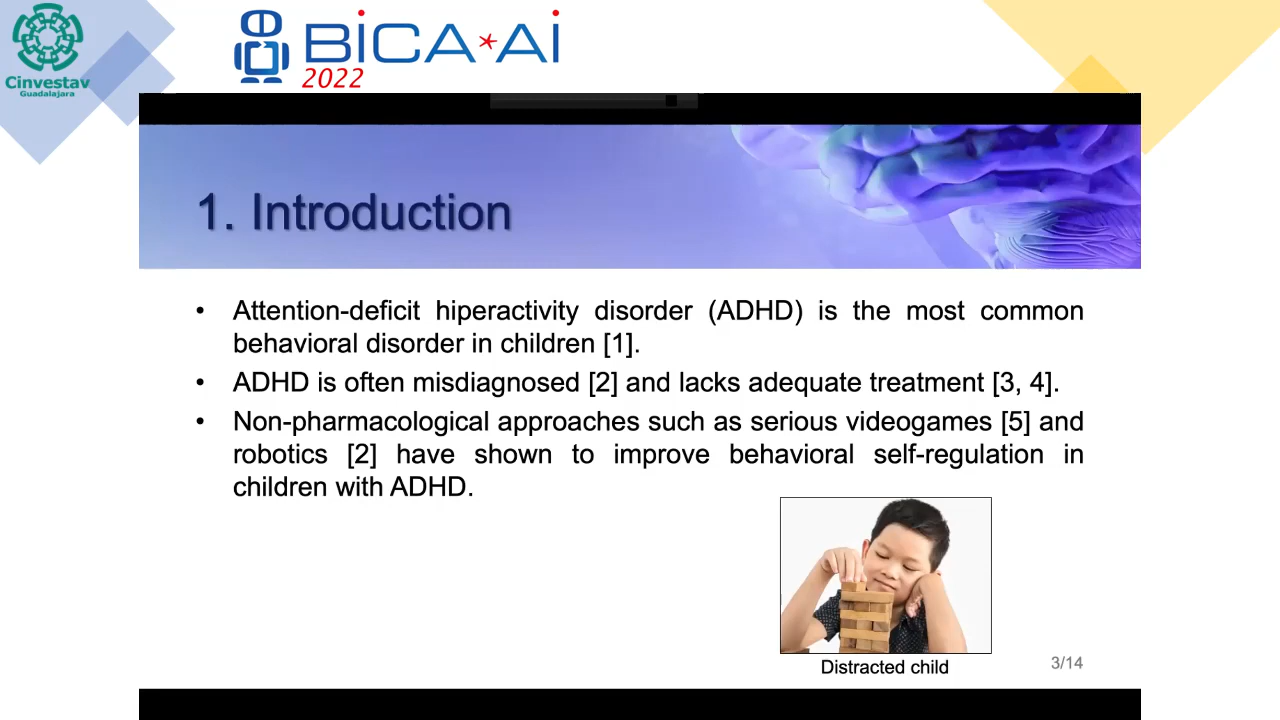 Cinvestav
Guadalajara
BiCA*Ai
2022
1. Introduction
• Attention-deficit hiperactivity disorder (ADHD) is the most common
behavioral disorder in children [1].
• ADHD is often misdiagnosed [2] and lacks adequate treatment [3, 4].
• Non-pharmacological approaches such as serious videogames [5] and
robotics [2] have shown to improve behavioral self-regulation in
children with ADHD.
Distracted child
3/14